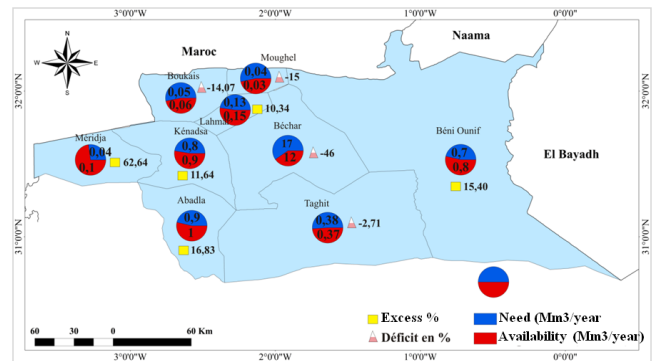 3°0'0"W 2°0'0"W 1°0'0"W 0°0'0"
Naama
N
W E
S
Maroc
Moughel
0,04
0,03
-15
Boukais
0,05
0,06
-14,07
32°0'0"N
32°0'0"N
0,13
0,15
10,34
Lahmar
Méridja
0,04
0,1
62,64
Kénadsa
0,8
0,9
11,64
Béchar
17
12
-46
Béni Ounif
0,7
0,8
15,40
El Bayadh
Abadla
0,9
1
16,83
Taghit
0,38
0,37
-2,71
31°0'0"N
31°0'0"N
Excess %
Need (Mm3/year
Déficit en %
Availability (Mm3/year)
60 30 0 60 Km
3°0'0"W 2°0'0"W 1°0'0"W 0°0'0"